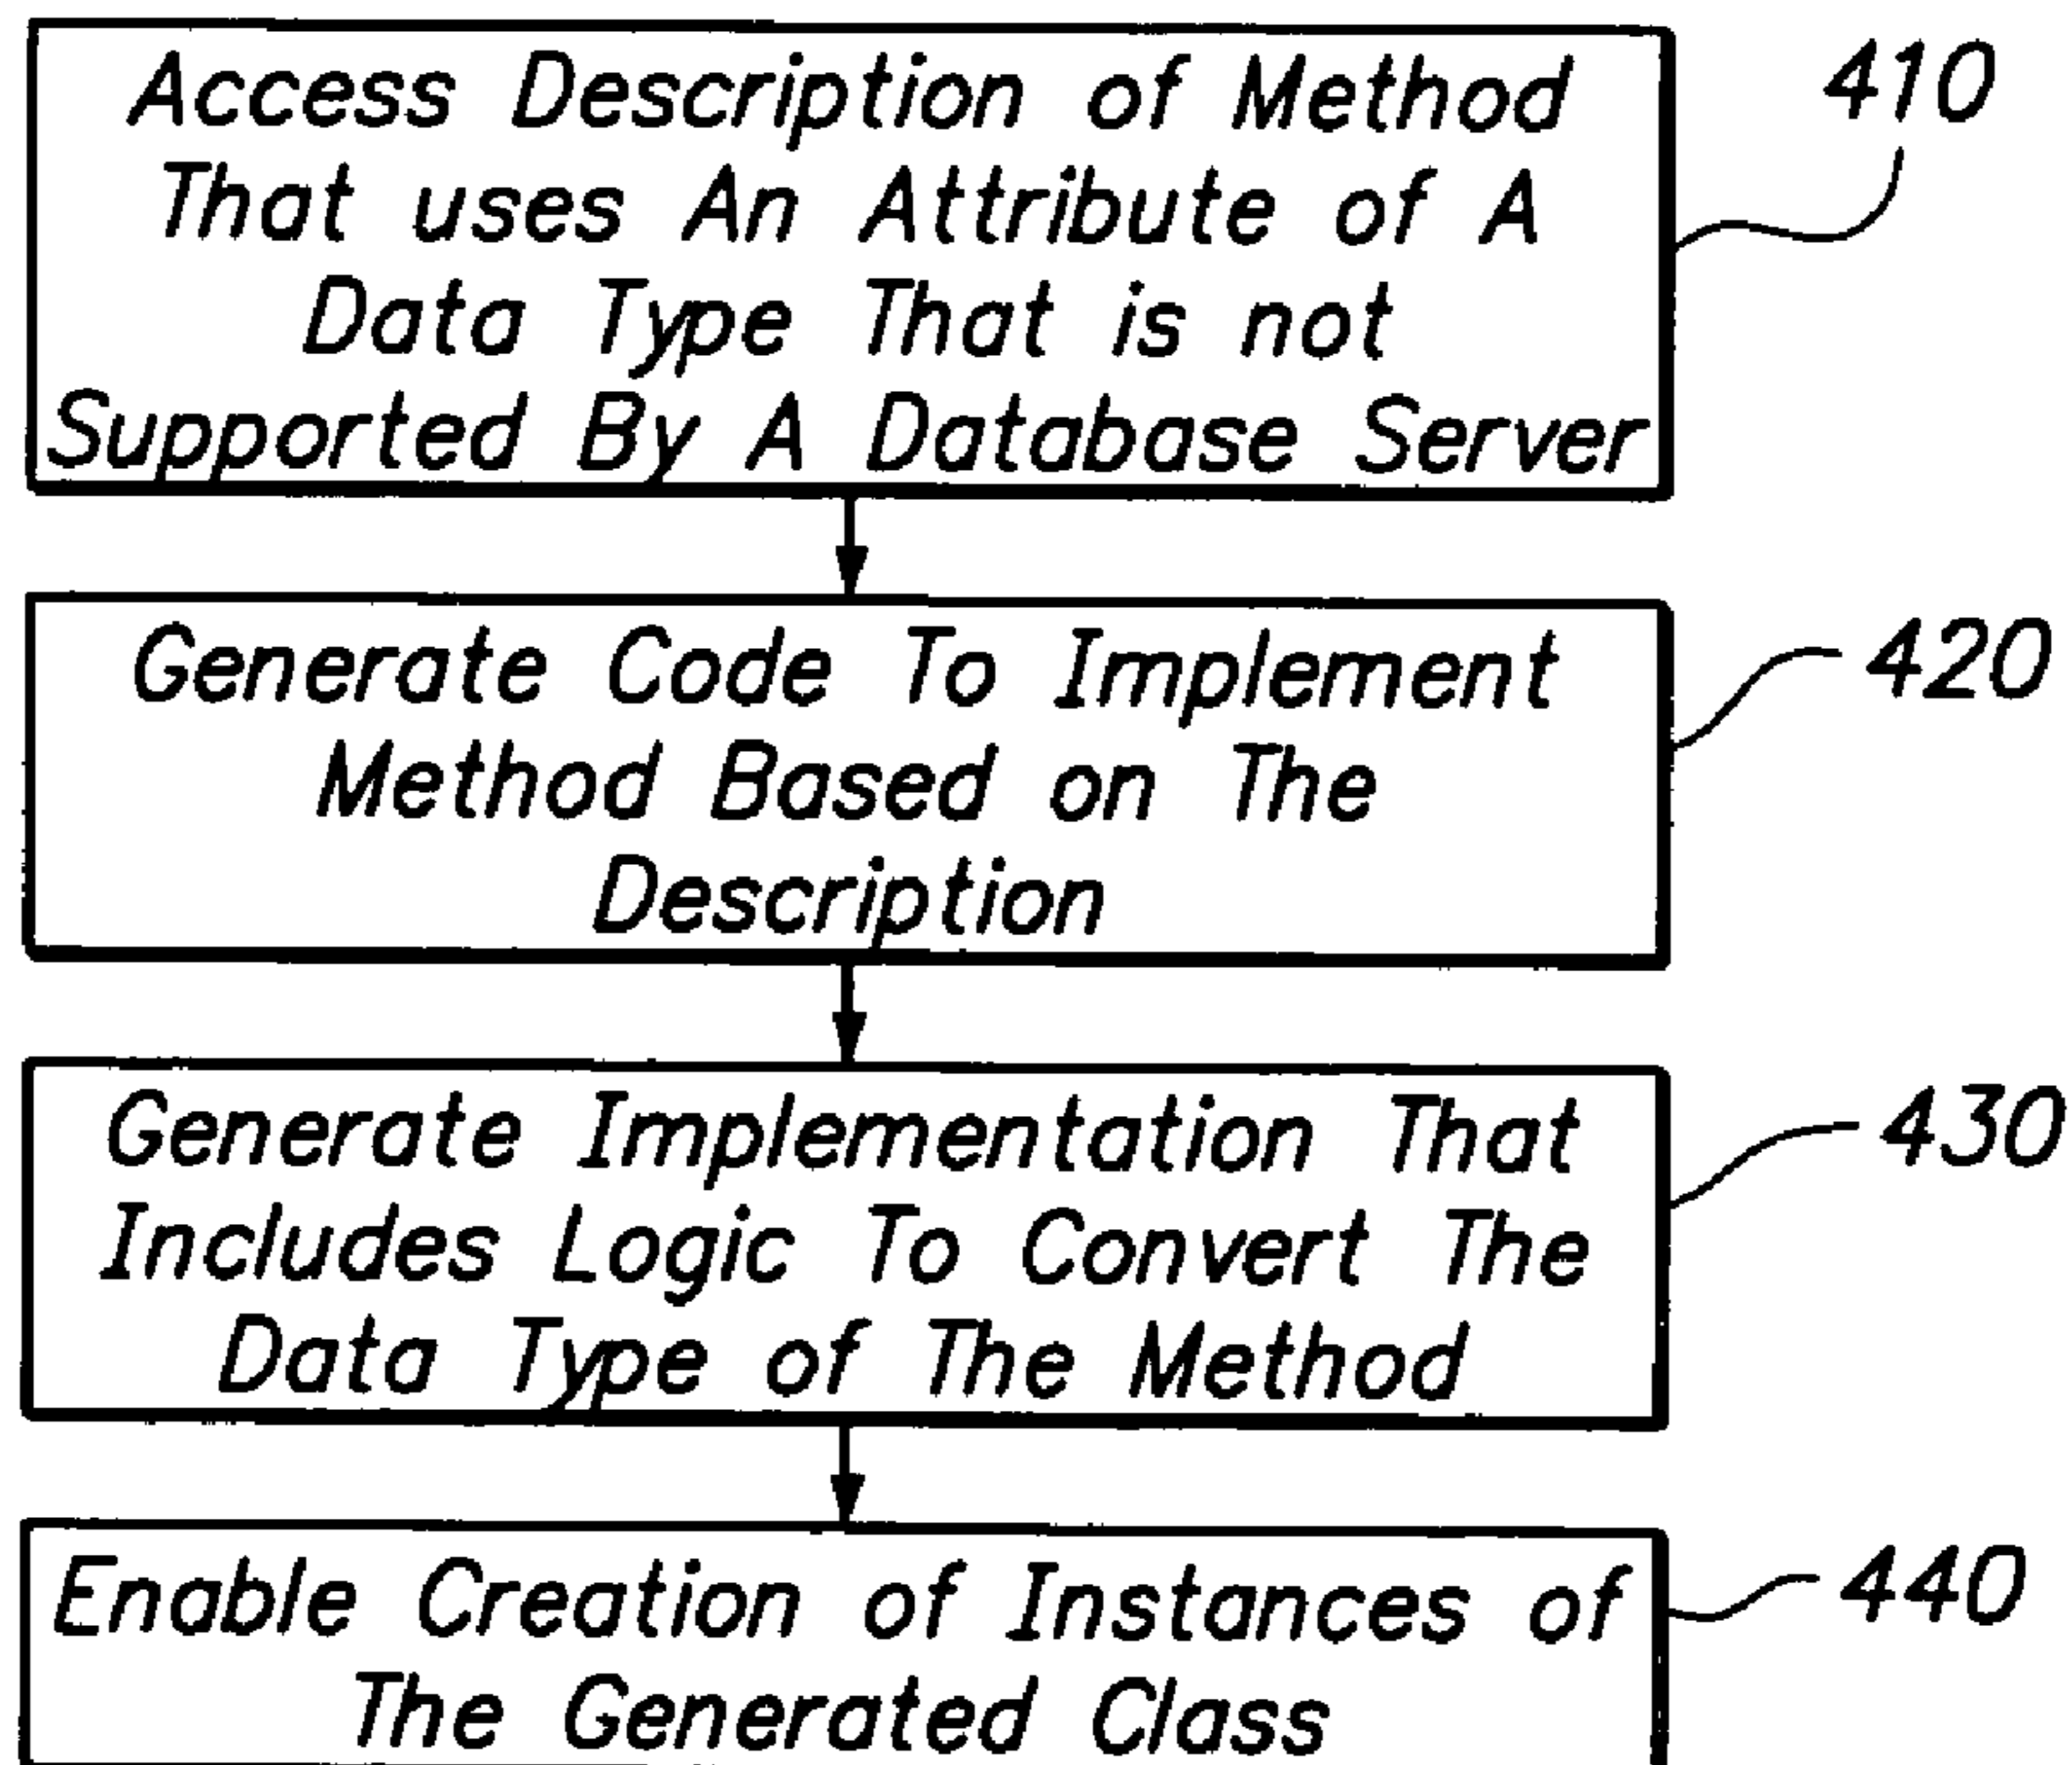 Access Description of Method
That uses An Attribute of A
Data Type That is not
Supported By A Database Server
410
Generate Code To Implement
Method Based on The
Description
420
Generate Implementation That
Includes Logic To Convert The
Data Type of The Method
430
Enable Creation of Instances of
The Generated Class
440